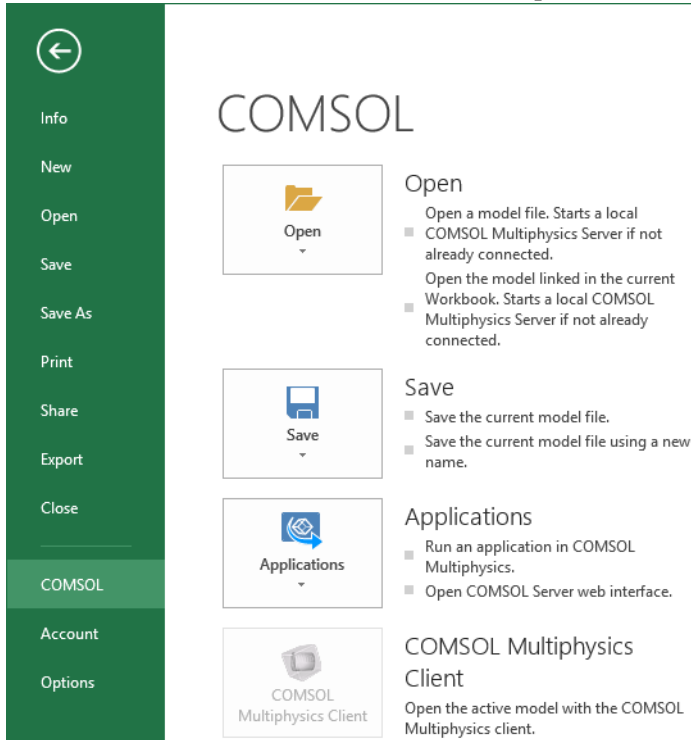 Info
New
Open
Save
Save As
Print
Share
Export
Close
COMSOL
Account
Options
COMSOL
Open
Open
Open a model file. Starts a local
COMSOL Multiphysics Server if not
already connected.
Open the model linked in the current
Workbook. Starts a local COMSOL
Multiphysics Server if not already
connected.
Save
Save
Save the current model file.
Save the current model file using a new
name.
Applications
Applications
Run an application in COMSOL
Multiphysics.
Open COMSOL Server web interface.
COMSOL
Multiphysics Client
COMSOL Multiphysics
Client
Open the active model with the COMSOL
Multiphysics client.